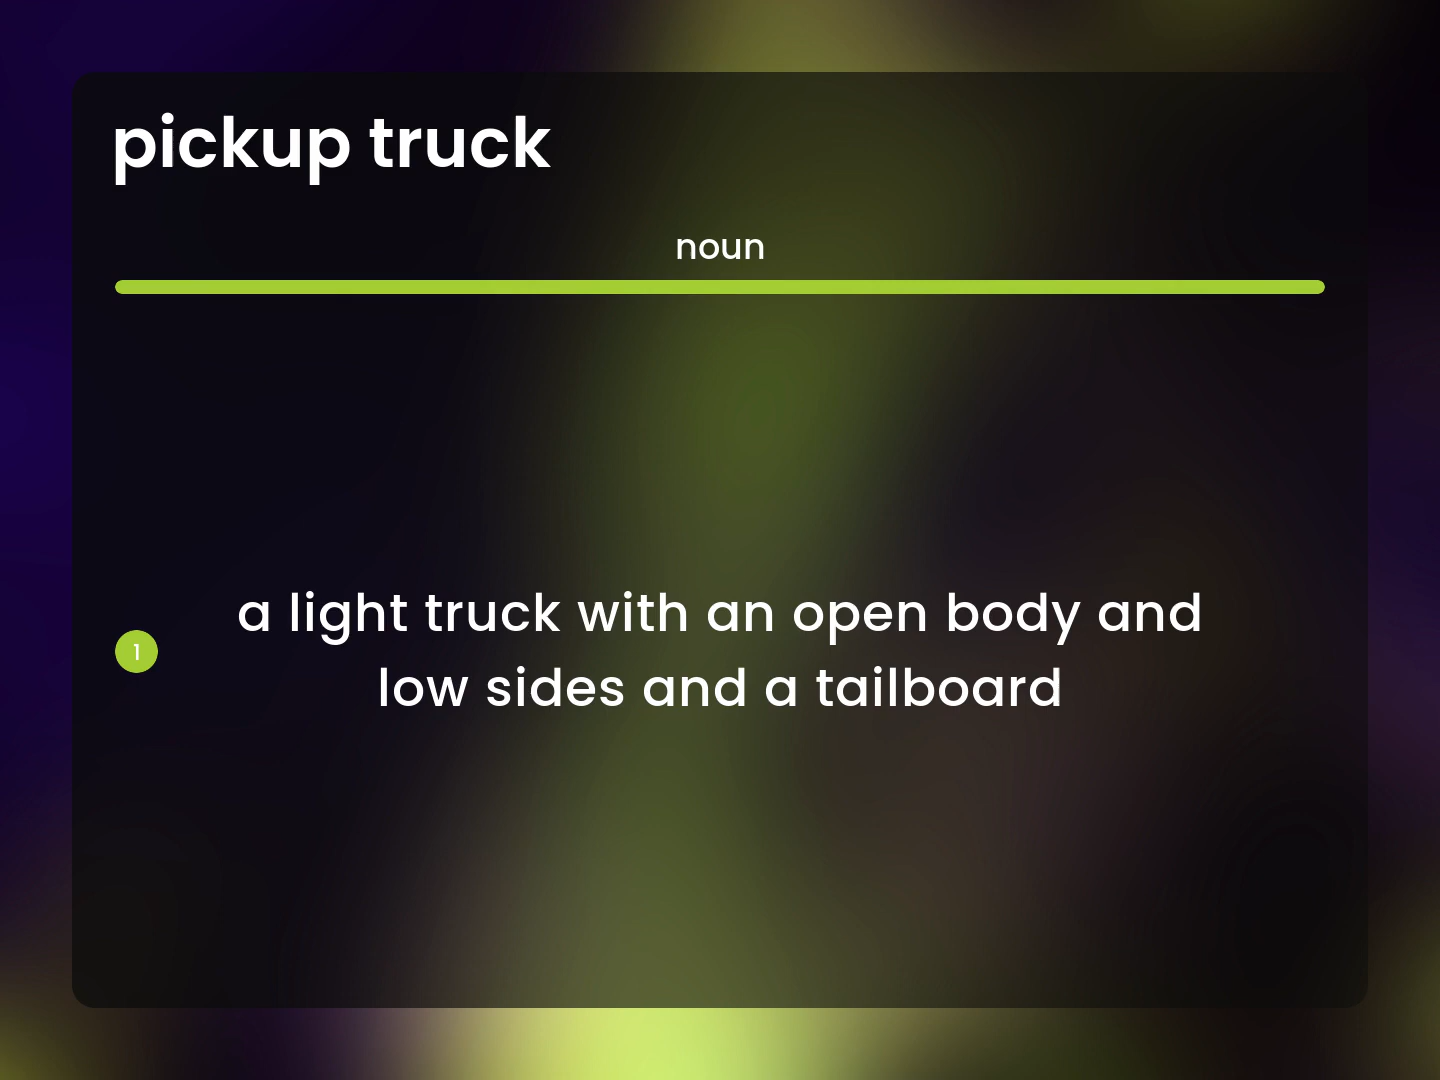 pickup truck
noun
1
a light truck with an open body and
low sides and a tailboard